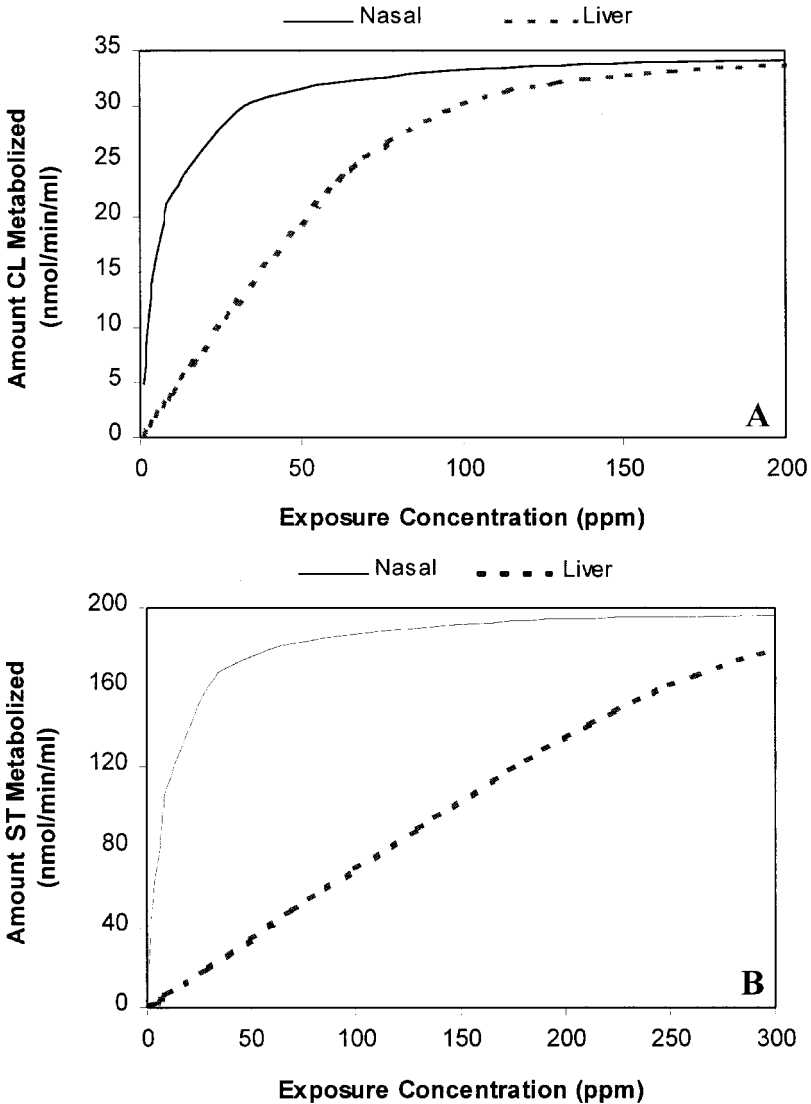 Nasal Liver
Amount CL Metabolized
(nmol/min/ml)
35
30
25
20
15
10
5
0
A
0 50 100 150 200
Exposure Concentration (ppm)
Nasal Liver
Amount ST Metabolized
(nmol/min/ml)
200
160
120
80
40
0
B
0 50 100 150 200 250 300
Exposure Concentration (ppm)